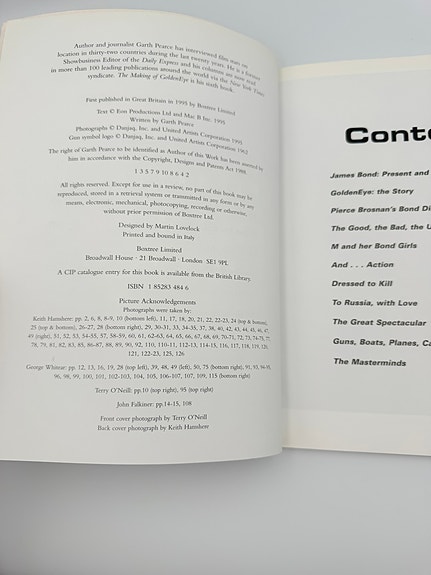 Author and journalist Garth Pearce has interviewed film stars on
location in thirty-two countries during the last twenty years. He is a former
Showbusiness Editor of the Daily Express and his columns are now read
in more than 100 leading publications around the world via the New York Times
syndicate. The Making of GoldenEye is his sixth book.
First published in Great Britain in 1995 by Boxtree Limited
Text © Eon Productions Ltd and Mac B Inc. 1995
Written by Garth Pearce
Photographs © Danjaq, Inc. and United Artists Corporation 1995
Gun symbol logo © Danjaq, Inc. and United Artists Corporation 1962
The right of Garth Pearce to be identified as Author of this Work has been asserted by
him in accordance with the Copyright, Designs and Patents Act 1988
1 3 5 7 9 10 8 6 4 2
All rights reserved. Except for use in a review, no part of this book may be
reproduced, stored in a retrieval system or transmitted in any form or by any
means, electronic, mechanical, photocopying, recording or otherwise,
without prior permission of Boxtree Ltd.
Designed by Martin Lovelock
Printed and bound in Italy
Boxtree Limited
Broadwall House · 21 Broadwall · London SE1 9PL
A CIP catalogue entry for this book is available from the British Library.
ISBN 1 85283 484 6
Picture Acknowledgements
Photographs were taken by:
Keith Hamshere: pp. 2, 6, 8, 8-9, 10 (bottom left), 11, 17, 18, 20, 21, 22, 22-23, 24 (top & bottom),
25 (top & bottom), 26-27, 28 (bottom right), 29, 30-31, 33, 34-35, 37, 38, 40, 42, 43, 44, 45, 46, 47,
49 (right), 51, 52, 53, 54-55, 57, 58-59, 60, 61, 62-63, 64, 65, 66, 67, 68, 69, 70-71, 72, 73, 74-75, 77,
78, 79, 81, 82, 83, 85, 86-87, 88, 89, 90, 92, 110, 110-11, 112-13, 114-15, 116, 117, 118, 119, 120,
121, 122-23, 125, 126
George Whitear: pp. 12, 13, 16, 19, 28 (top left), 39, 48, 49 (left), 50, 75 (bottom right), 91, 93, 94-95,
96, 98, 99, 100, 101, 102-103, 104, 105, 106-107, 107, 109, 115 (bottom right)
Terry O'Neill: pp.10 (top right), 95 (top right)
John Falkiner: pp.14-15, 108
Front cover photograph by Terry O'Neill
Back cover photograph by Keith Hamshere
Conte
James Bond: Present and
GoldenEye: the Story
Pierce Brosnan's Bond Di
The Good, the Bad, the U
M and her Bond Girls
And . . . Action
Dressed to Kill
To Russia, with Love
The Great Spectacular
Guns, Boats, Planes, Ca
The Masterminds